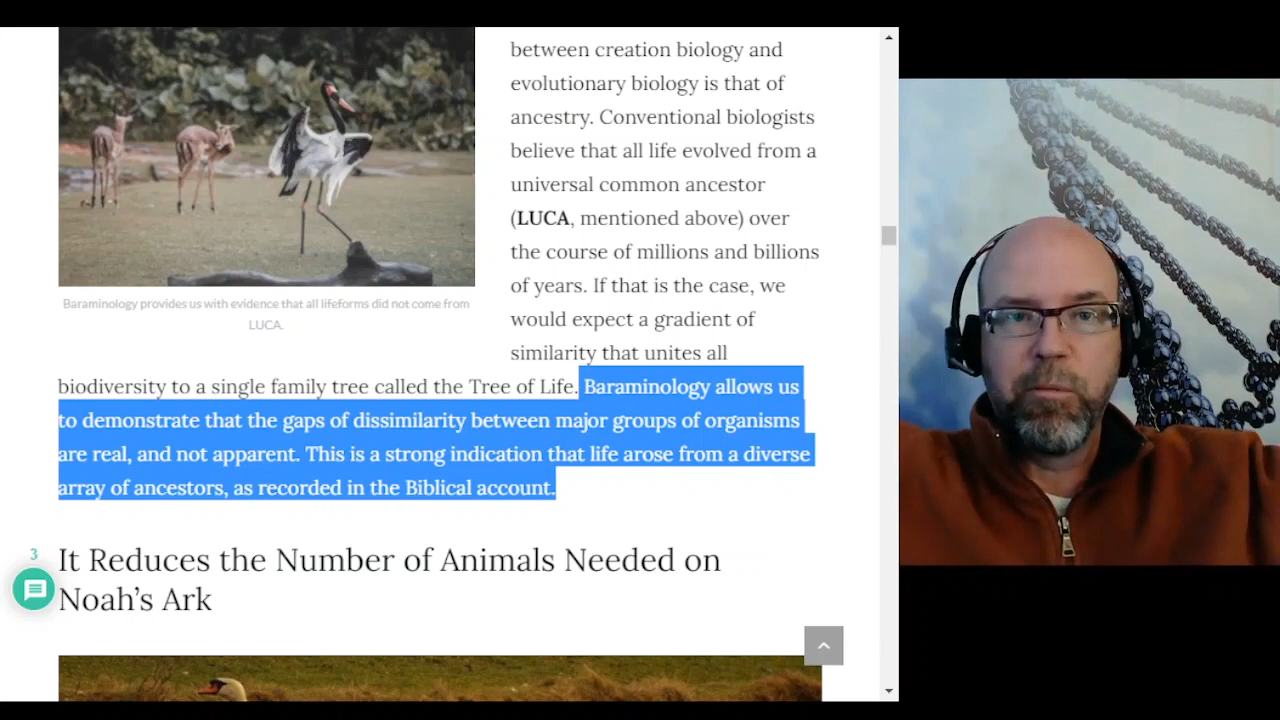 between creation biology and
evolutionary biology is that of
ancestry. Conventional biologists
believe that all life evolved from a
universal common ancestor
(LUCA, mentioned above) over
the course of millions and billions
of years. If that is the case, we
would expect a gradient of
similarity that unites all
Baraminology provides us with evidence that all lifeforms did not come from
LUCA.
biodiversity to a single family tree called the Tree of Life. Baraminology allows us
to demonstrate that the gaps of dissimilarity between major groups of organisms
are real, and not apparent. This is a strong indication that life arose from a diverse
array of ancestors, as recorded in the Biblical account.
3
It Reduces the Number of Animals Needed on
Noah's Ark